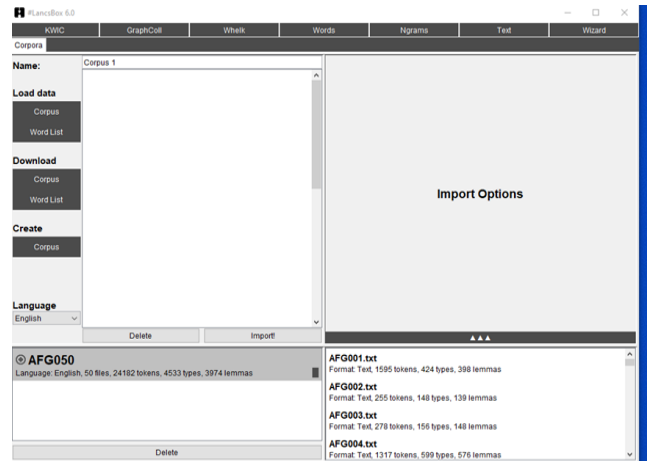 #LancsBox 6.0
KWIC GraphColl Whelk Words Ngrams Text Wizard
Corpora
Name: Corpus 1
Load data
Corpus
Word List
Download
Corpus
Word List
Create
Corpus
Language
English
Delete Import!
Import Options
▲▲▲
AFG050
Language: English, 50 files, 24182 tokens, 4533 types, 3974 lemmas
Delete
AFG001.txt
Format: Text, 1595 tokens, 424 types, 398 lemmas
AFG002.txt
Format: Text, 255 tokens, 148 types, 139 lemmas
AFG003.txt
Format: Text, 278 tokens, 156 types, 148 lemmas
AFG004.txt
Format: Text, 1317 tokens, 599 types, 576 lemmas